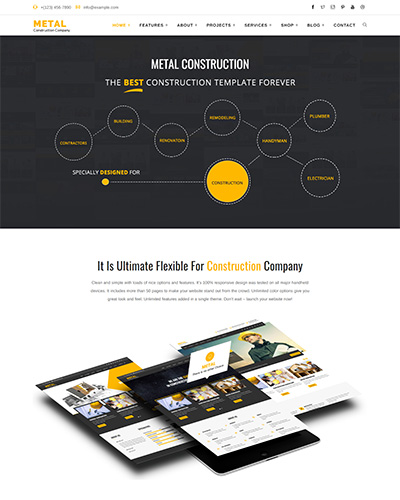 +(123) 456-7890 info@example.com
METAL
Construction Company
HOME FEATURES ABOUT PROJECTS SERVICES SHOP BLOG CONTACT
METAL CONSTRUCTION
THE BEST CONSTRUCTION TEMPLATE FOREVER
BUILDING
REMODELING
PLUMBER
CONTRACTORS
RENOVATOIN
HANDYMAN
SPECIALLY DESIGNED FOR
CONSTRUCTION
ELECTRICIAN
It Is Ultimate Flexible For Construction Company
Clean and simple with loads of nice options and features. It's 100% responsive design was tested on all major handheld
devices. It includes more than 50 pages to make your website stand out from the crowd. Unlimited color options give you
great look and feel. Unlimited features added in a single theme. Don't wait – launch your website now!
METAL
METAL